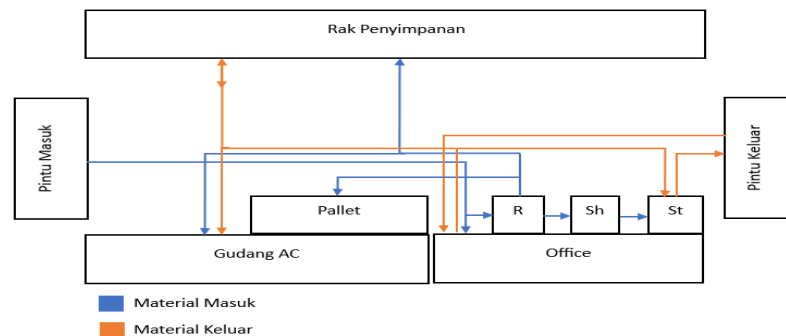 Rak Penyimpanan
Pintu Masuk
Pintu Keluar
Pallet
R
Sh
St
Gudang AC
Office
Material Masuk
Material Keluar